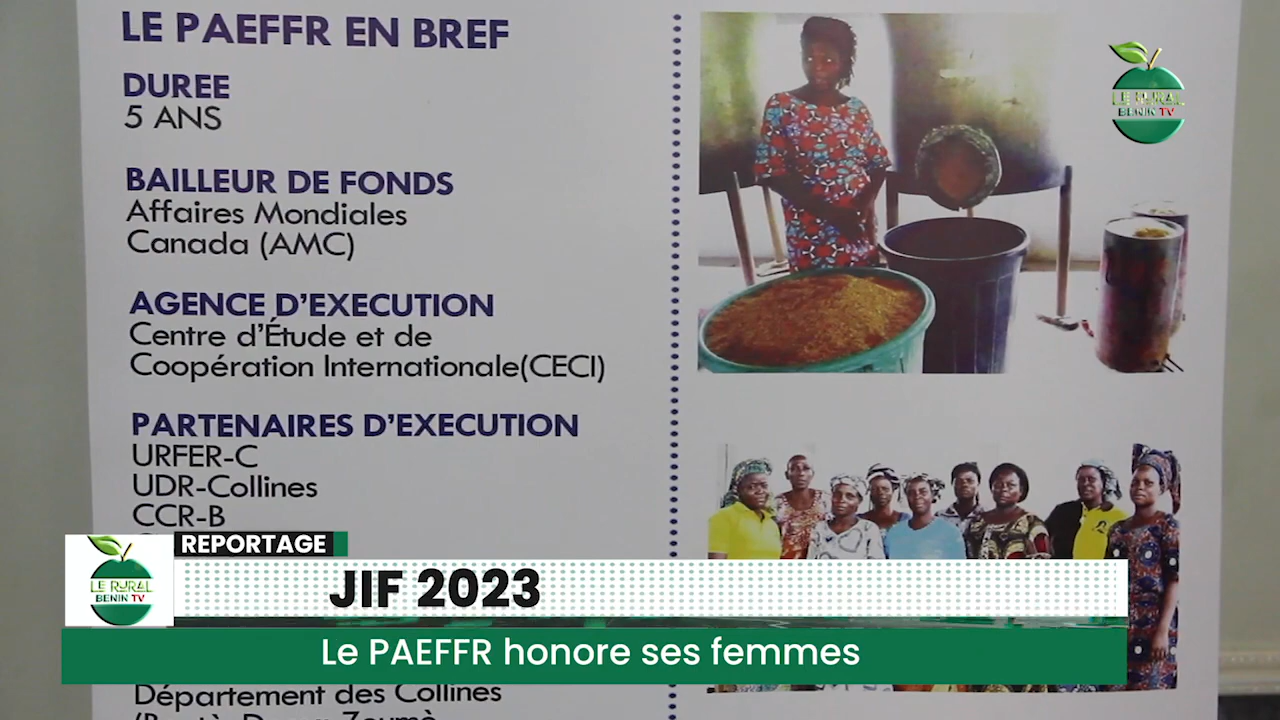 LE PAEFFR EN BREF
DUREE
5 ANS
BAILLEUR DE FONDS
Affaires Mondiales
Canada (AMC)
AGENCE D'EXECUTION
Centre d'Étude et de
Coopération Internationale(CECI)
PARTENAIRES D'EXECUTION
URFER-C
UDR-Collines
CCR-B
LE RURAL
BENIN TV
REPORTAGE
LE RURAL
BENIN TV
JIF 2023
Le PAEFFR honore ses femmes
Département des Collines